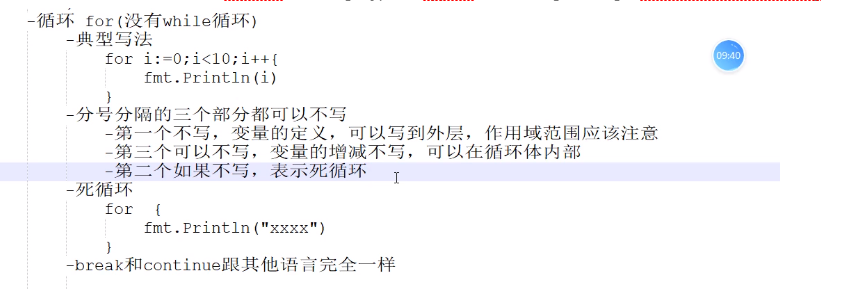 -循环 for(没有while循环)
-典型写法
for i:=0;i<10;i++{
fmt.Println(i)
}
-分号分隔的三个部分都可以不写
-第一个不写，变量的定义，可以写到外层，作用域范围应该注意
-第三个可以不写，变量的增减不写，可以在循环体内部
-第二个如果不写，表示死循环
-死循环
for  {
fmt.Println("xxxx")
}
-break和continue跟其他语言完全一样
09:40